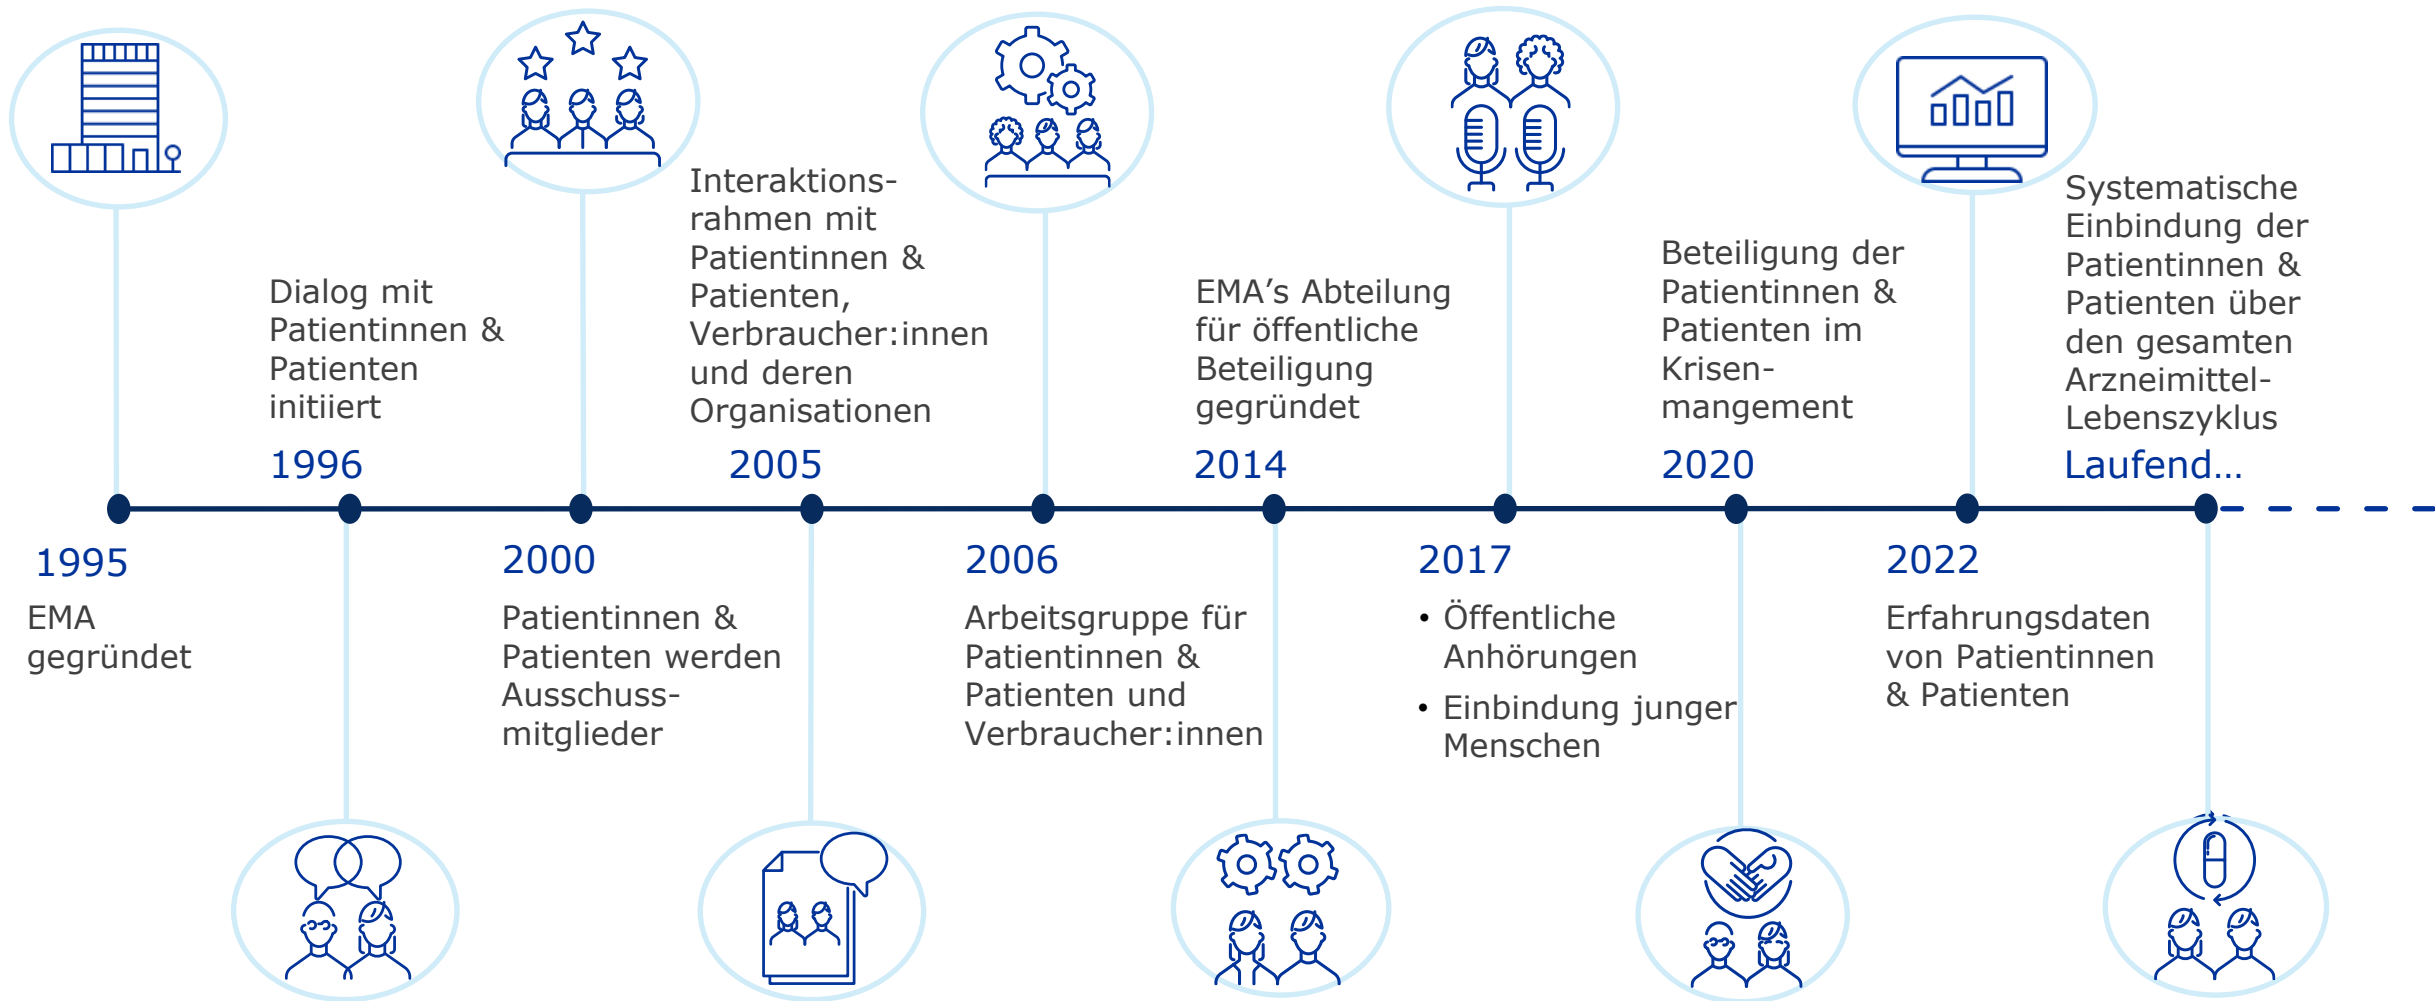 1995
EMA
gegründet
Dialog mit
Patientinnen &
Patienten
initiiert
1996
2000
Patientinnen &
Patienten werden
Ausschuss-
mitglieder
Interaktions-
rahmen mit
Patientinnen &
Patienten,
Verbraucher:innen
und deren
Organisationen
2005
2006
Arbeitsgruppe für
Patientinnen &
Patienten und
Verbraucher:innen
EMA’s Abteilung
für öffentliche
Beteiligung
gegründet
2014
2017
• Öffentliche
Anhörungen
• Einbindung junger
Menschen
Beteiligung der
Patientinnen &
Patienten im
Krisen-
mangement
2020
2022
Erfahrungsdaten
von Patientinnen
& Patienten
Systematische
Einbindung der
Patientinnen &
Patienten über
den gesamten
Arzneimittel-
Lebenszyklus
Laufend…